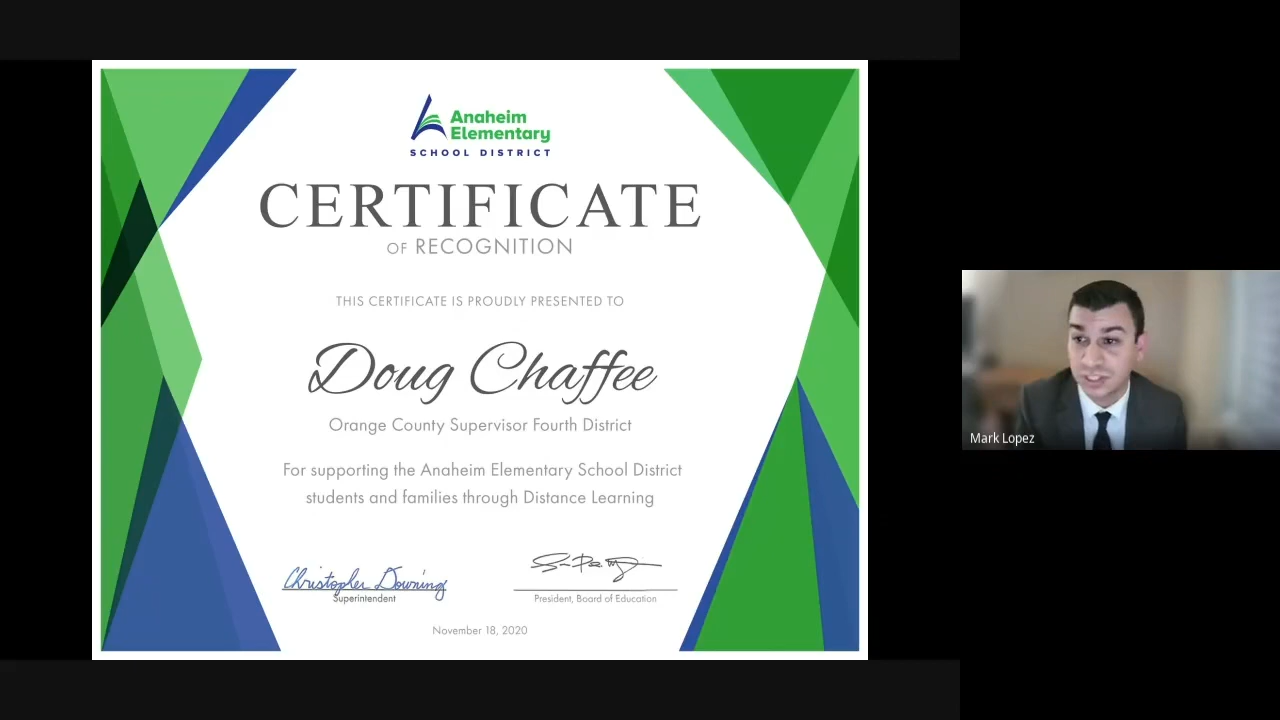 Anaheim
Elementary
SCHOOL DISTRICT
CERTIFICATE
OF RECOGNITION
THIS CERTIFICATE IS PROUDLY PRESENTED TO
Doug Chaffee
Orange County Supervisor Fourth District
For supporting the Anaheim Elementary School District
students and families through Distance Learning
Christopher Downing
Superintendent
President, Board of Education
November 18, 2020
Mark Lopez